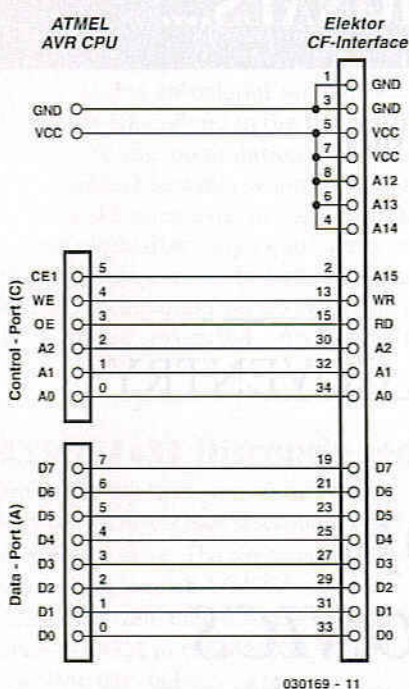 ATMEL
AVR CPU
Elektor
CF-Interface
1 GND
GND 3 GND
VCC 5 VCC
7 VCC
8 A12
6 A13
4 A14
Control - Port (C)
CE1 5 2 A15
WE 4 13 WR
OE 3 15 RD
A2 2 30 A2
A1 1 32 A1
A0 0 34 A0
Data - Port (A)
D7 7 19 D7
D6 6 21 D6
D5 5 23 D5
D4 4 25 D4
D3 3 27 D3
D2 2 29 D2
D1 1 31 D1
D0 0 33 D0
030169 - 11